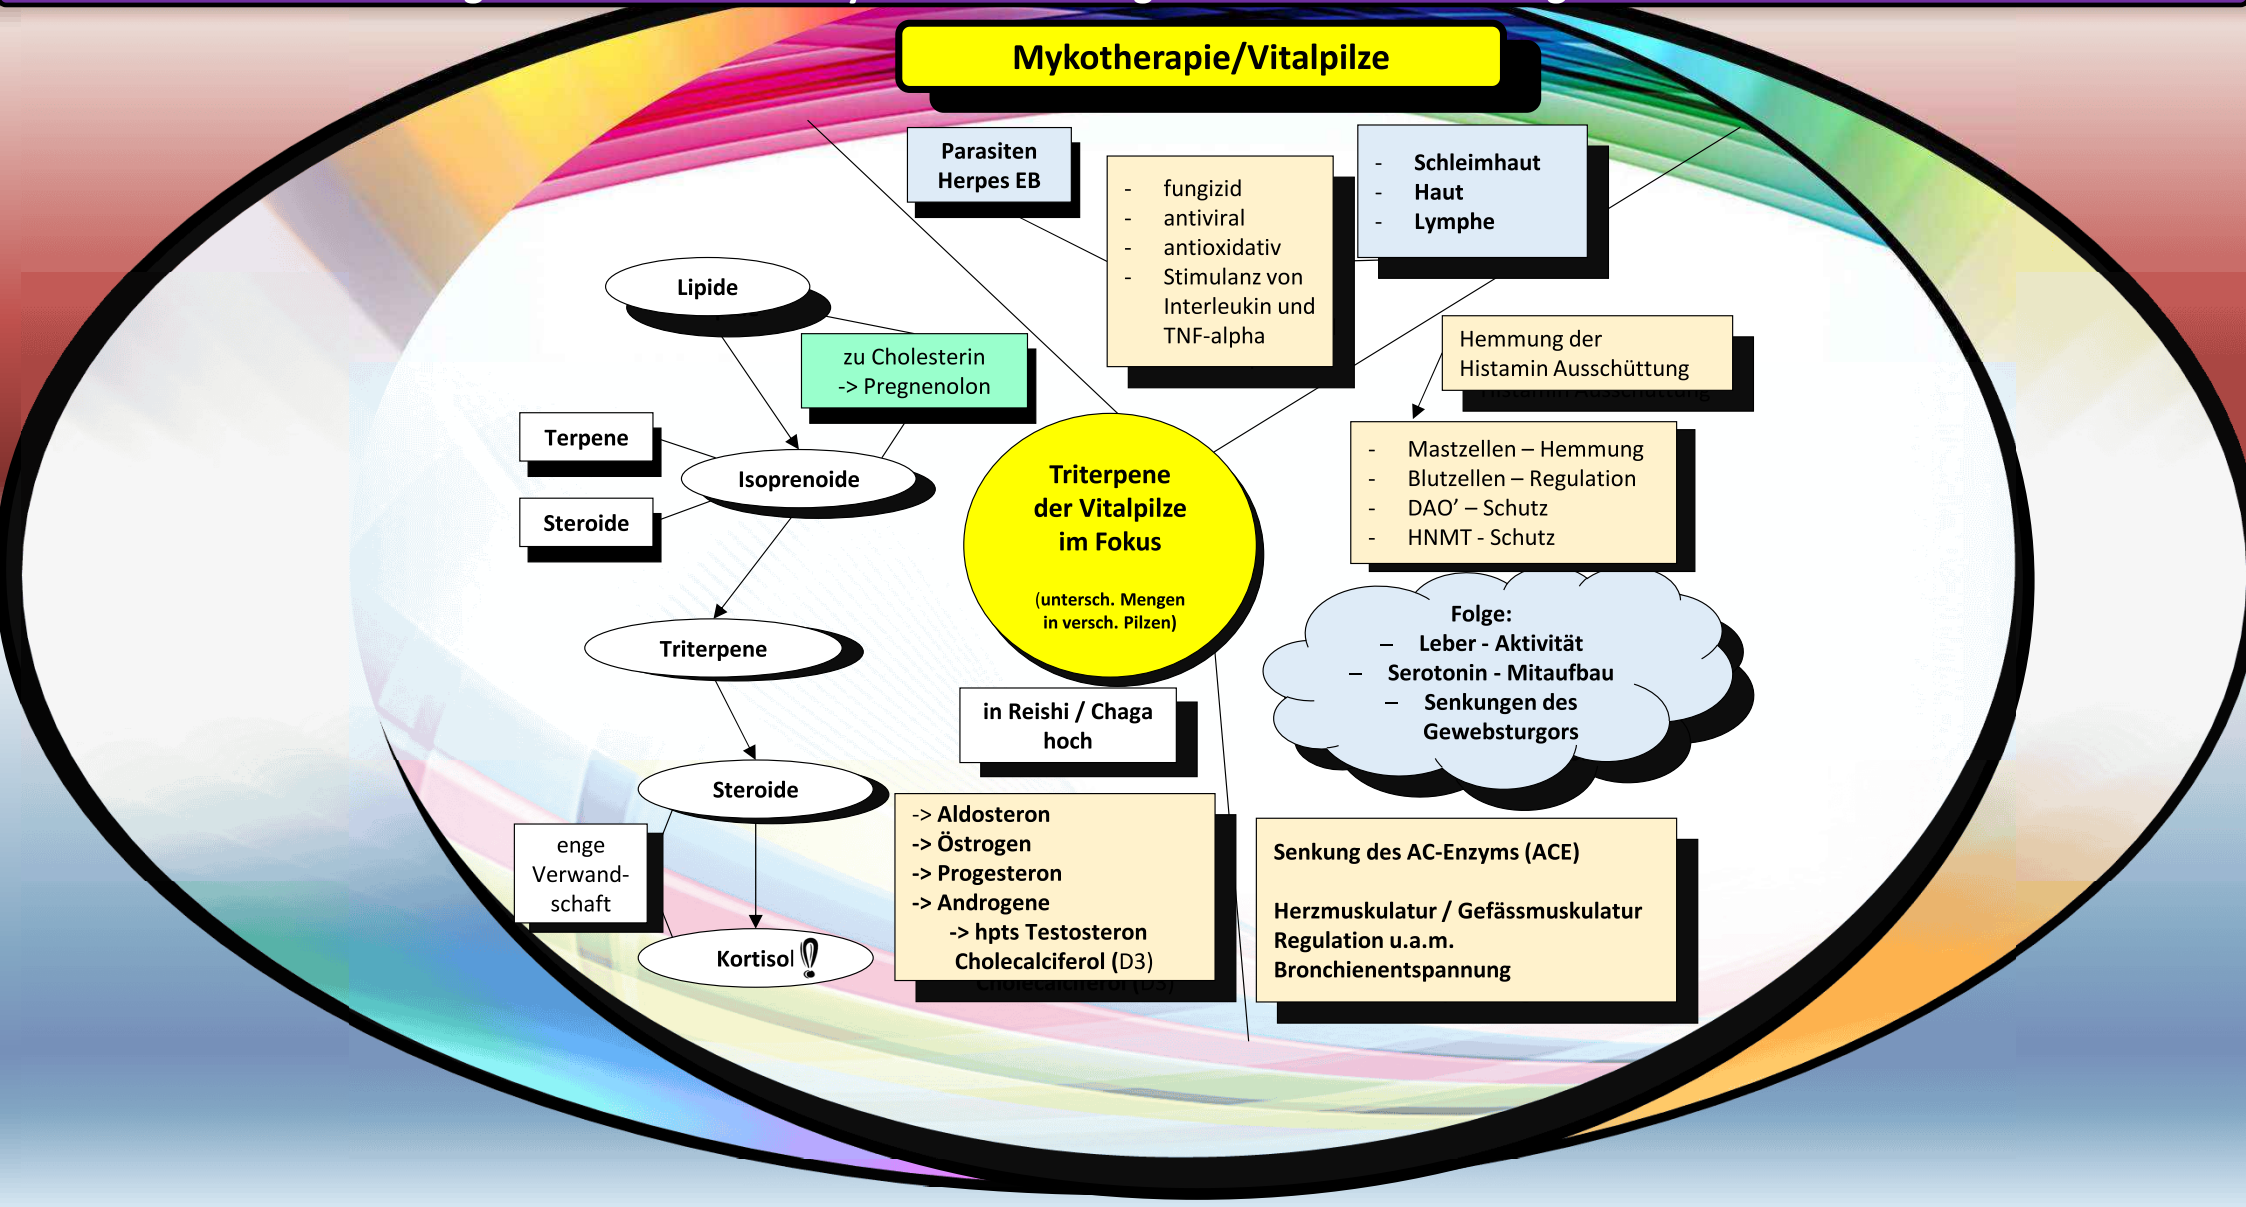 Mykotherapie/Vitalpilze
Parasiten
Herpes EB
- fungizid
- antiviral
- antioxidativ
- Stimulanz von
Interleukin und
TNF-alpha
- Schleimhaut
- Haut
- Lymphe
Lipide
zu Cholesterin
-> Pregnenolon
Terpene
Isoprenoide
Steroide
Triterpene
Steroide
enge
Verwand-
schaft
Kortisol!
Triterpene
der Vitalpilze
im Fokus
(untersch. Mengen
in versch. Pilzen)
in Reishi / Chaga
hoch
-> Aldosteron
-> Östrogen
-> Progesteron
-> Androgene
-> hpts Testosteron
Cholecalciferol (D3)
Hemmung der
Histamin Ausschüttung
- Mastzellen – Hemmung
- Blutzellen – Regulation
- DAO’ – Schutz
- HNMT - Schutz
Folge:
– Leber - Aktivität
– Serotonin - Mitaufbau
– Senkungen des
Gewebsturgors
Senkung des AC-Enzyms (ACE)
Herzmuskulatur / Gefässmuskulatur
Regulation u.a.m.
Bronchienentspannung